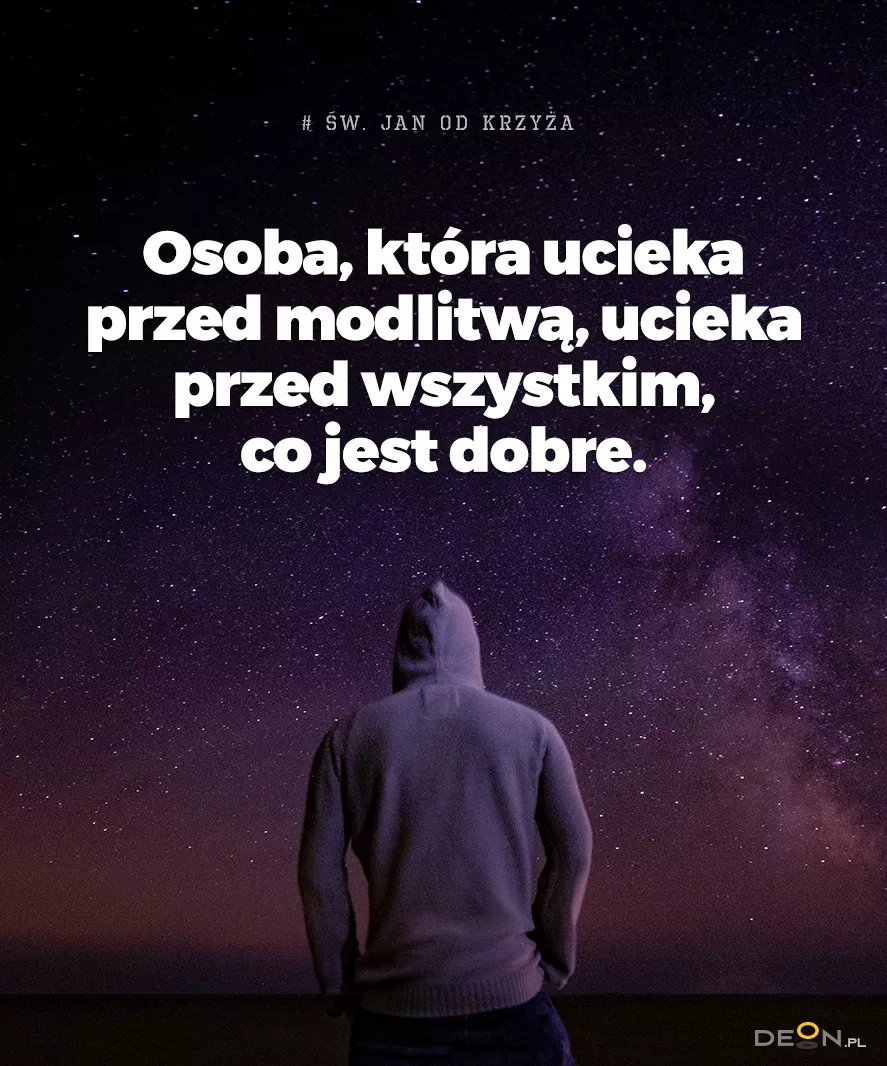 # ŚW. JAN OD KRZYŻA
Osoba, która ucieka
przed modlitwą, ucieka
przed wszystkim,
co jest dobre.
DEON.PL